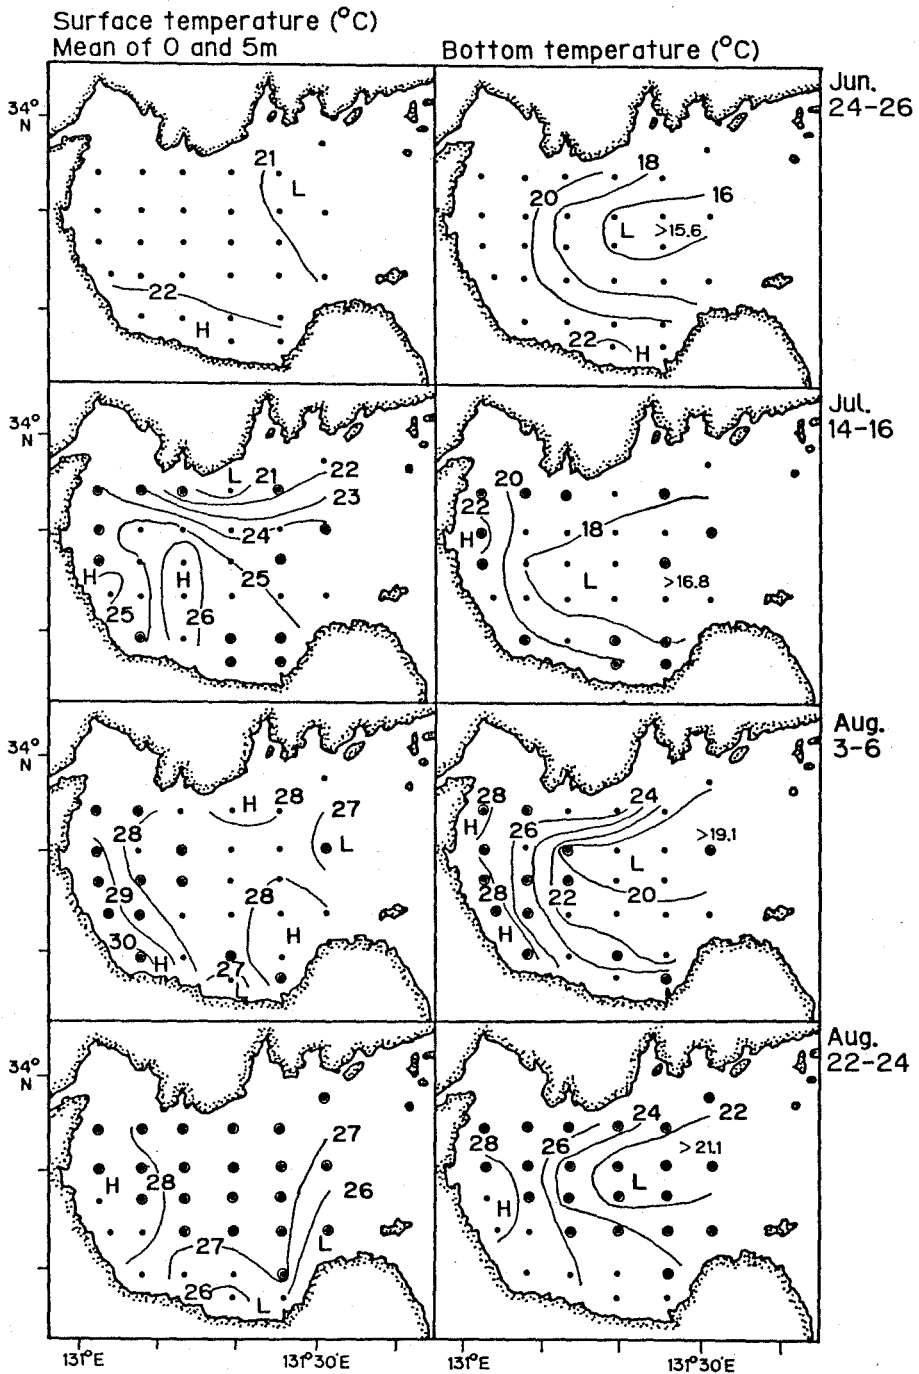 Surface temperature (°C)
Mean of 0 and 5m
Bottom temperature (°C)
Jun.
24-26
34°
N
21
L
22
H
18
20
16
L >15.6
22
H
Jul.
14-16
34°
N
L 21 22
23
24
H H 25
25 26
20
22
H
18
L >16.8
Aug.
3-6
34°
N
H 28 27
28
L
29 28
30 H
H 27
L
28 24
H 26
>19.1
L
28 22 20
H
Aug.
22-24
34°
N
27
H 28 26
27 L
26 L
24 22
28 26
>21.1
L
H
131°E 131°30'E 131°E 131°30'E